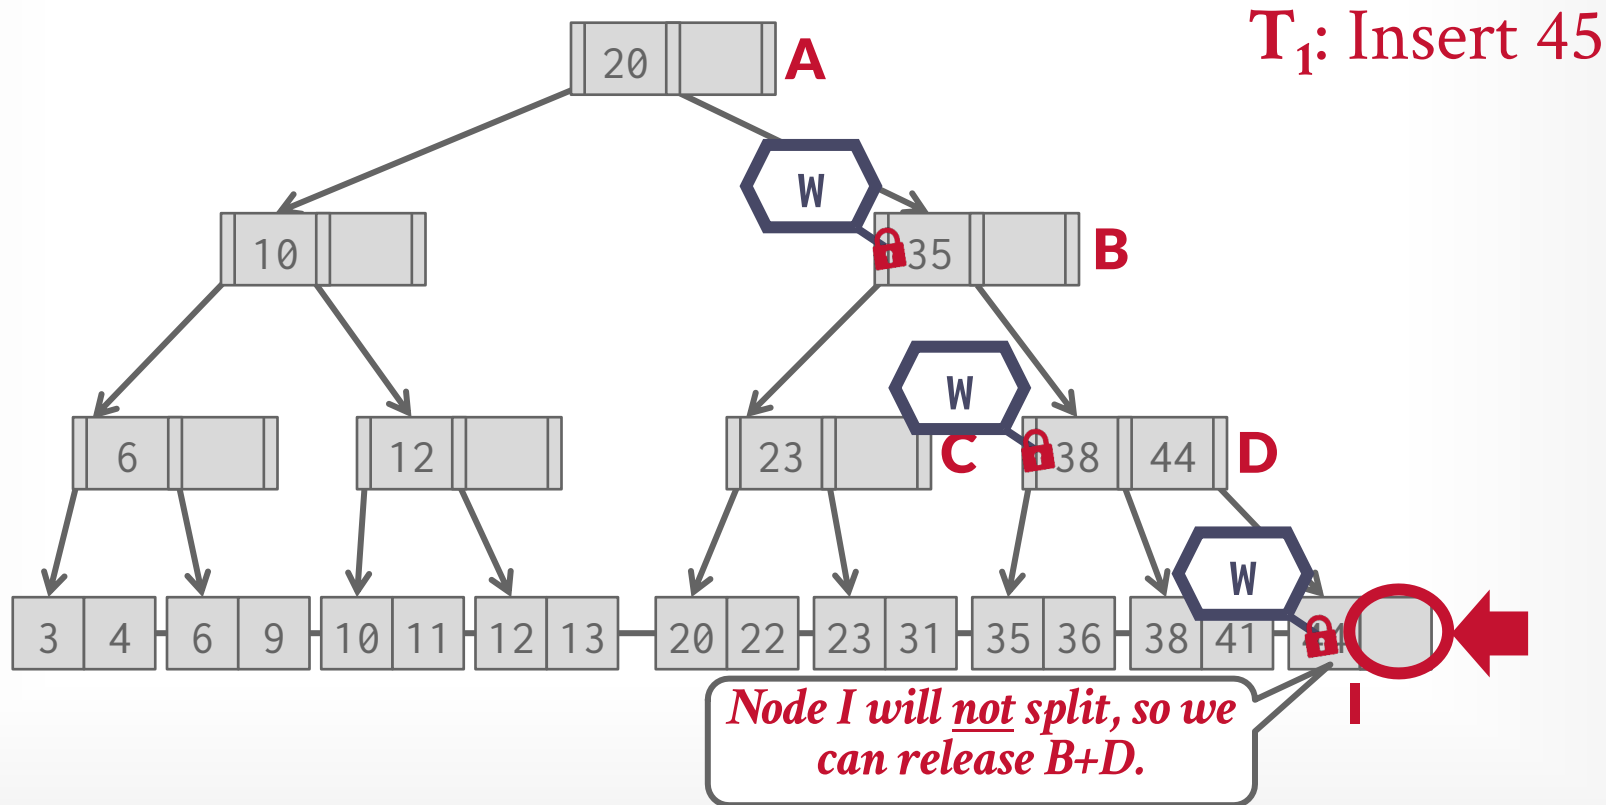 T1: Insert 45
20 A
W
10 35 B
W
6 12 23 C 38 44 D
W
3 4 6 9 10 11 12 13 20 22 23 31 35 36 38 41
I
Node I will not split, so we
can release B+D.